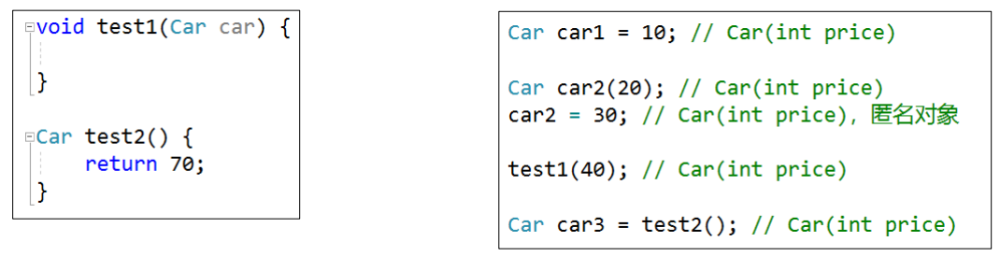 void test1(Car car) {
}
Car test2() {
    return 70;
}
Car car1 = 10; // Car(int price)
Car car2(20); // Car(int price)
car2 = 30; // Car(int price), 匿名对象
test1(40); // Car(int price)
Car car3 = test2(); // Car(int price)